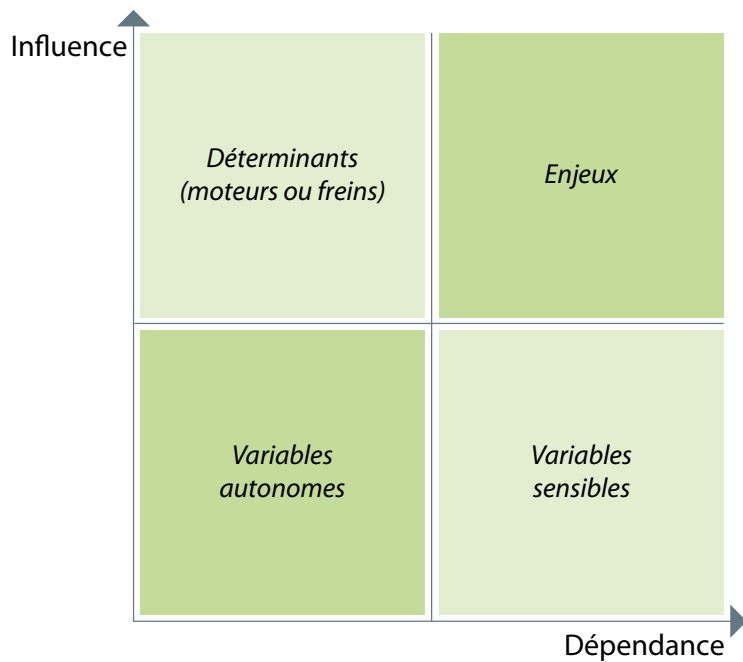 Influence
Déterminants
(moteurs ou freins)
Enjeux
Variables
autonomes
Variables
sensibles
Dépendance